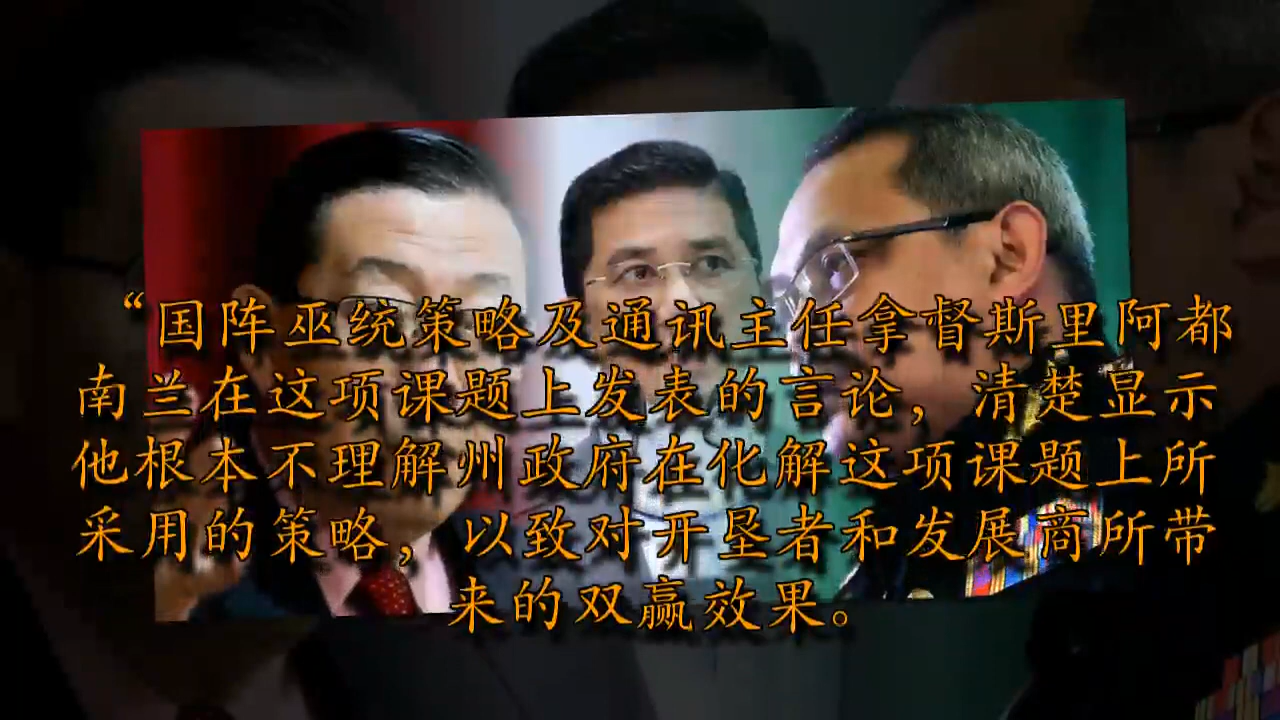 “国阵巫统策略及通讯主任拿督斯里阿都
南兰在这项课题上发表的言论，清楚显示
他根本不理解州政府在化解这项课题上所
采用的策略，以致对开垦者和发展商所带
来的双赢效果。